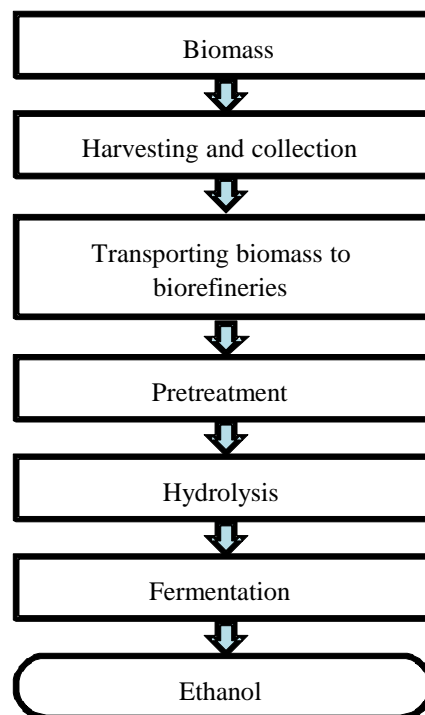 Biomass
Harvesting and collection
Transporting biomass to
biorefineries
Pretreatment
Hydrolysis
Fermentation
Ethanol